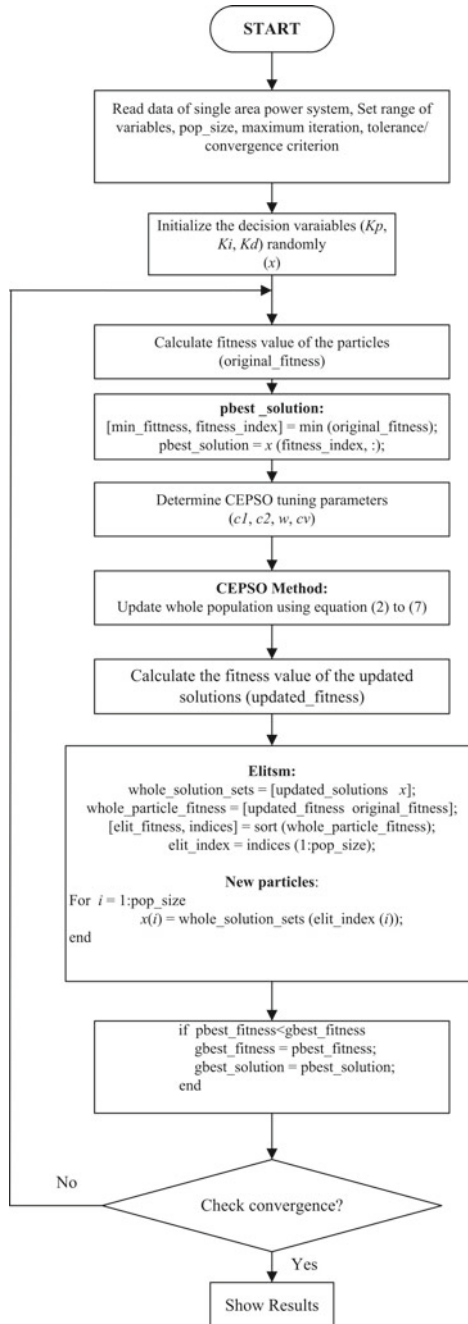 START
Read data of single area power system, Set range of
variables, pop_size, maximum iteration, tolerance/
convergence criterion
Initialize the decision varaiables (Kp,
Ki, Kd) randomly
(x)
Calculate fitness value of the particles
(original_fitness)
pbest _solution:
[min_fittness, fitness_index] = min (original_fitness);
pbest_solution = x (fitness_index, :);
Determine CEPSO tuning parameters
(c1, c2, w, cv)
CEPSO Method:
Update whole population using equation (2) to (7)
Calculate the fitness value of the updated
solutions (updated_fitness)
Elitsm:
whole_solution_sets = [updated_solutions x];
whole_particle_fitness = [updated_fitness original_fitness];
[elit_fitness, indices] = sort (whole_particle_fitness);
elit_index = indices (1:pop_size);
New particles:
For i = 1:pop_size
x(i) = whole_solution_sets (elit_index (i));
end
if pbest_fitness<gbest_fitness
gbest_fitness = pbest_fitness;
gbest_solution = pbest_solution;
end
No
Check convergence?
Yes
Show Results